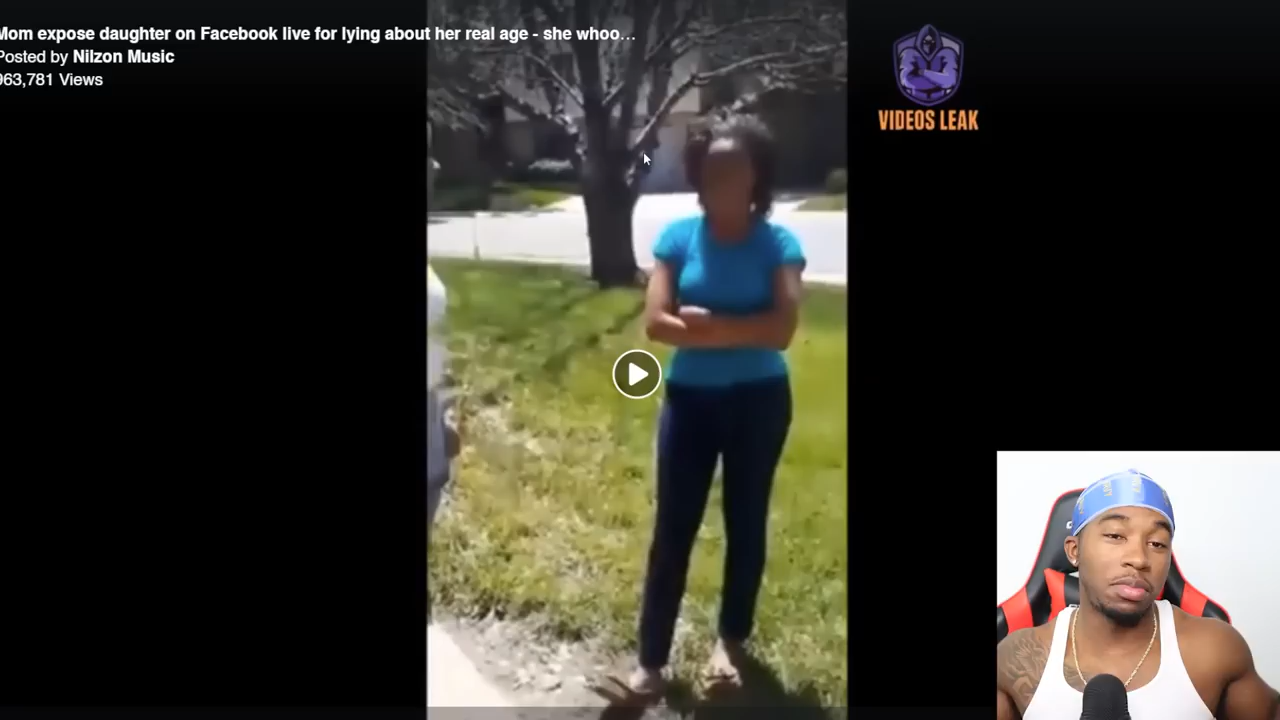 Mom expose daughter on Facebook live for lying about her real age - she whoo...
Posted by Nilzon Music
963,781 Views
VIDEOS LEAK